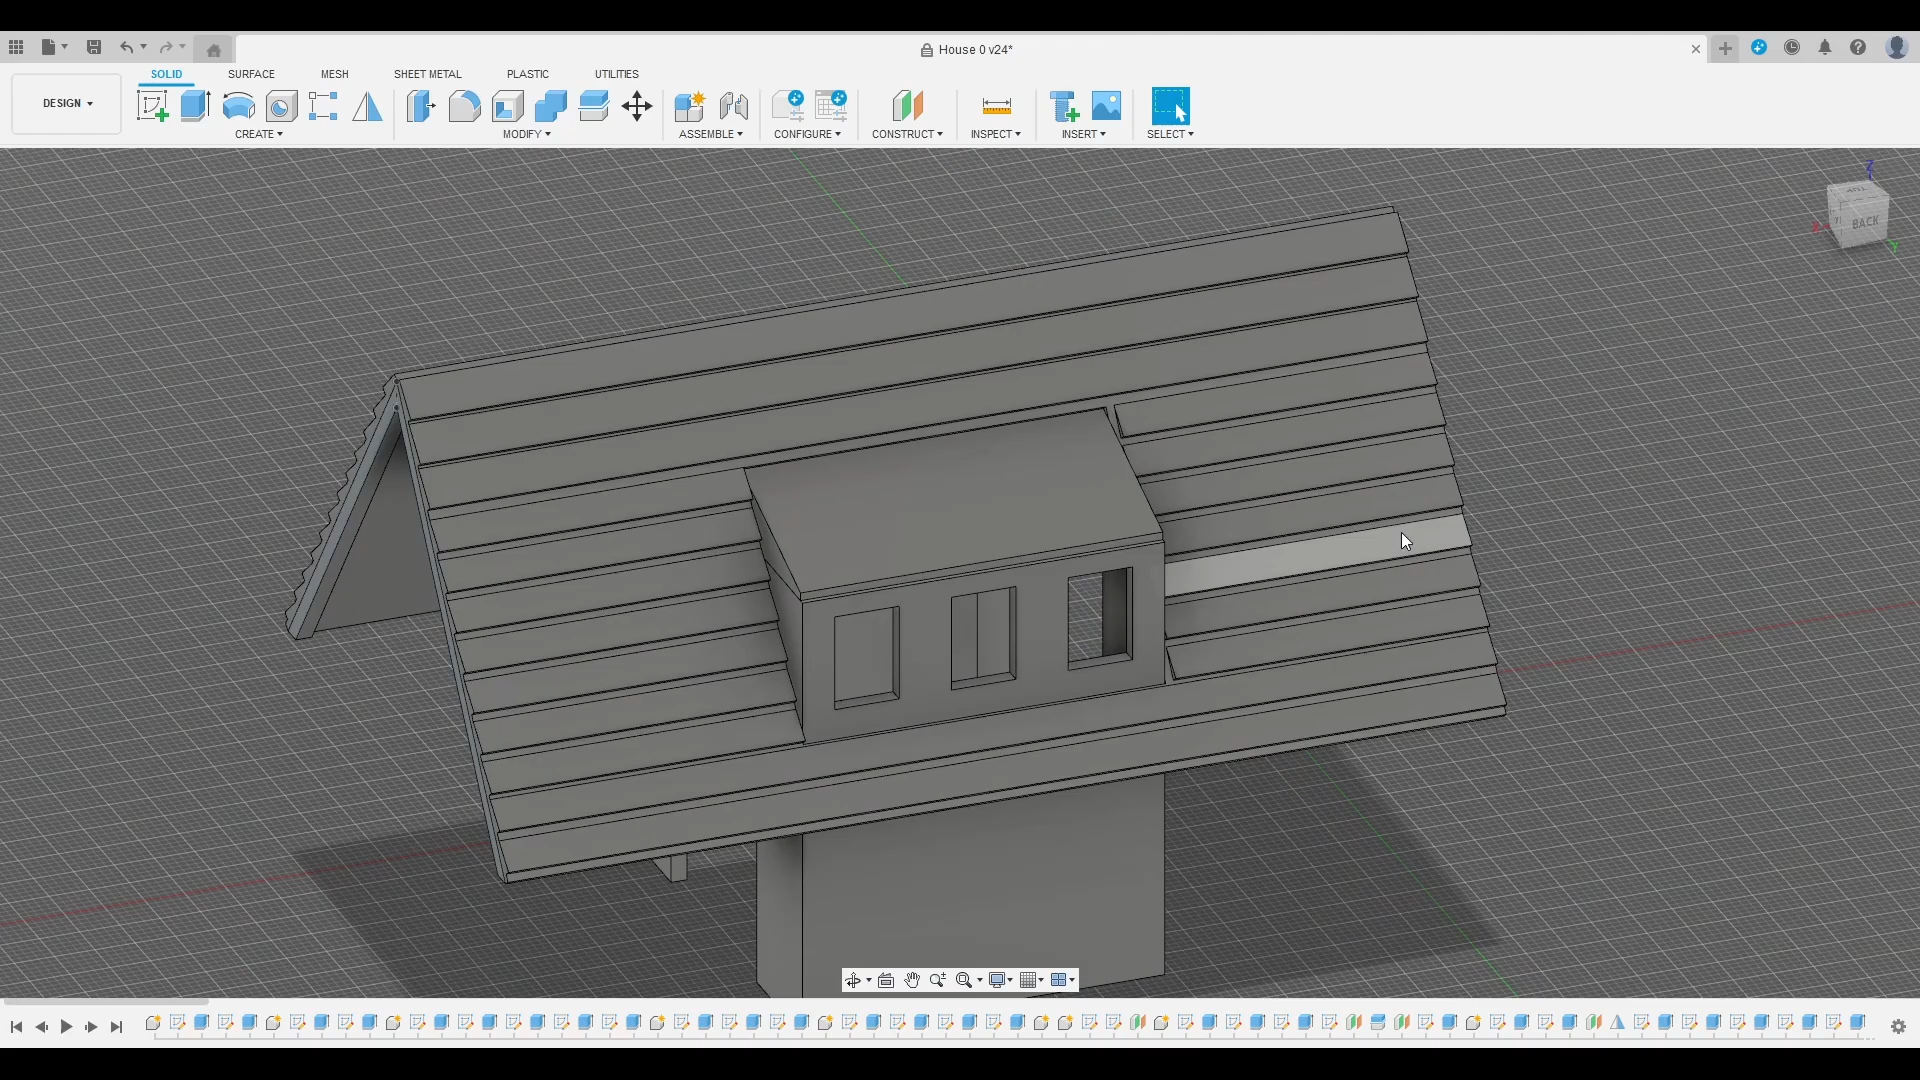 House 0 v24*
DESIGN
SOLID SURFACE MESH SHEET METAL PLASTIC UTILITIES
CREATE MODIFY ASSEMBLE CONFIGURE CONSTRUCT INSPECT INSERT SELECT
Z
TOP
BACK
X
Y